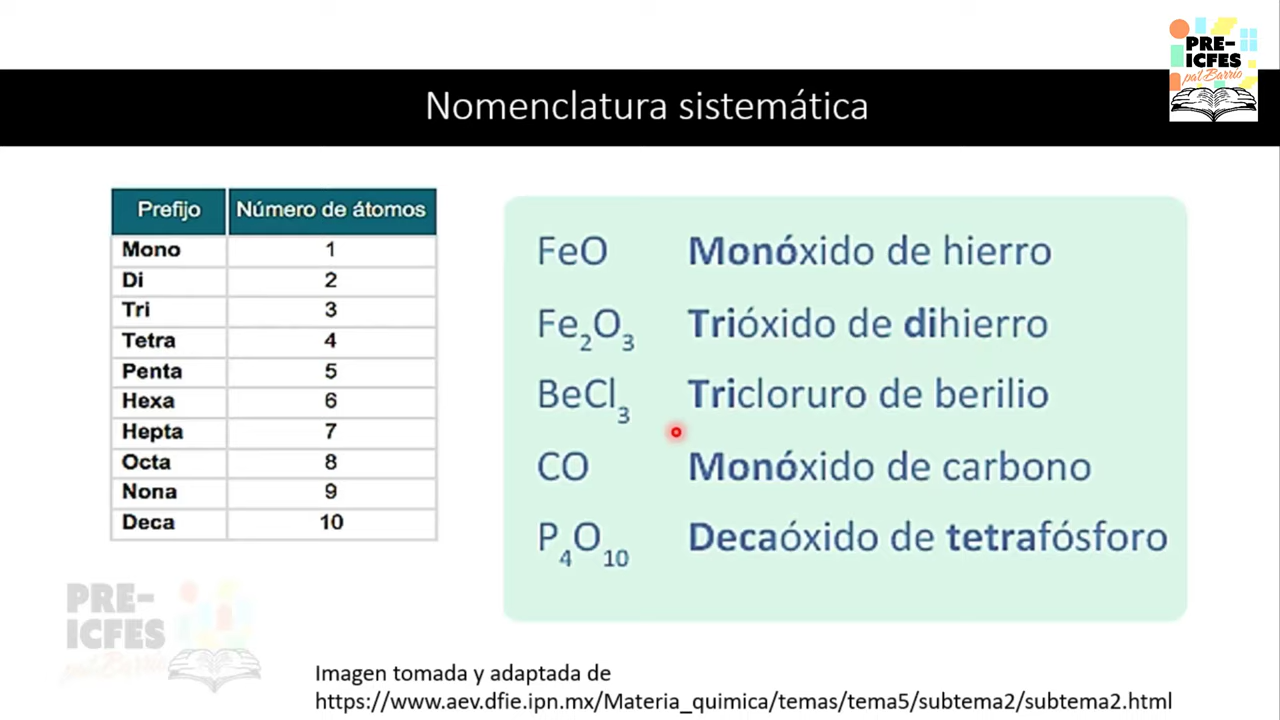 PRE-
ICFES
pal Barrio
Nomenclatura sistemática
Prefijo Número de átomos
Mono 1
Di 2
Tri 3
Tetra 4
Penta 5
Hexa 6
Hepta 7
Octa 8
Nona 9
Deca 10
FeO Monóxido de hierro
Fe₂O₃ Trióxido de dihierro
BeCl₃ Tricloruro de berilio
CO Monóxido de carbono
P₄O₁₀ Decaóxido de tetrafósforo
PRE-
ICFES
pal Barrio
Imagen tomada y adaptada de
https://www.aev.dfie.ipn.mx/Materia_quimica/temas/tema5/subtema2/subtema2.html